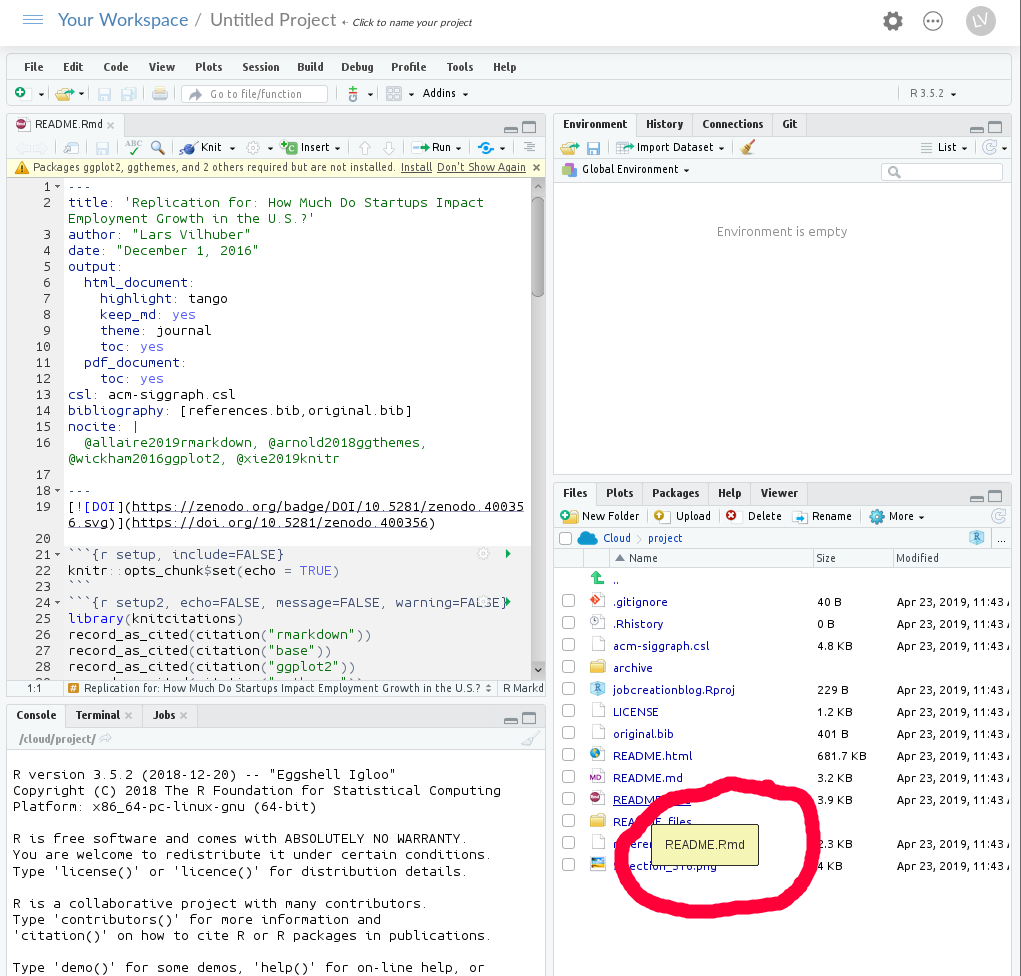 Your Workspace / Untitled Project ← Click to name your project
LV
File Edit Code View Plots Session Build Debug Profile Tools Help
Go to file/function Addins R 3.5.2
README.Rmd
ABC Knit Insert Run
Packages ggplot2, ggthemes, and 2 others required but are not installed. Install Don't Show Again
1 ---
2 title: 'Replication for: How Much Do Startups Impact
Employment Growth in the U.S.?'
3 author: "Lars Vilhuber"
4 date: "December 1, 2016"
5 output:
6 html_document:
7 highlight: tango
8 keep_md: yes
9 theme: journal
10 toc: yes
11 pdf_document:
12 toc: yes
13 csl: acm-siggraph.csl
14 bibliography: [references.bib,original.bib]
15 nocite: |
16 @allaire2019rmarkdown, @arnold2018ggthemes,
@wickham2016ggplot2, @xie2019knitr
17
18 ---
19 [![DOI](https://zenodo.org/badge/DOI/10.5281/zenodo.40035
6.svg)](https://doi.org/10.5281/zenodo.400356)
20
21 ```{r setup, include=FALSE}
22 knitr::opts_chunk$set(echo = TRUE)
23 ```
24 ```{r setup2, echo=FALSE, message=FALSE, warning=FALSE}
25 library(knitcitations)
26 record_as_cited(citation("rmarkdown"))
27 record_as_cited(citation("base"))
28 record_as_cited(citation("ggplot2"))
1:1 # Replication for: How Much Do Startups Impact Employment Growth in the U.S.? R Markd
Console Terminal Jobs
/cloud/project/
R version 3.5.2 (2018-12-20) -- "Eggshell Igloo"
Copyright (C) 2018 The R Foundation for Statistical Computing
Platform: x86_64-pc-linux-gnu (64-bit)
R is free software and comes with ABSOLUTELY NO WARRANTY.
You are welcome to redistribute it under certain conditions.
Type 'license()' or 'licence()' for distribution details.
R is a collaborative project with many contributors.
Type 'contributors()' for more information and
'citation()' on how to cite R or R packages in publications.
Type 'demo()' for some demos, 'help()' for on-line help, or
Environment History Connections Git
Import Dataset List
Global Environment
Environment is empty
Files Plots Packages Help Viewer
New Folder Upload Delete Rename More
Cloud project R ...
Name Size Modified
..
.gitignore 40 B Apr 23, 2019, 11:43
.Rhistory 0 B Apr 23, 2019, 11:43
acm-siggraph.csl 4.8 KB Apr 23, 2019, 11:43
archive
jobcreationblog.Rproj 229 B Apr 23, 2019, 11:43
LICENSE 1.2 KB Apr 23, 2019, 11:43
original.bib 401 B Apr 23, 2019, 11:43
README.html 681.7 KB Apr 23, 2019, 11:43
MD README.md 3.2 KB Apr 23, 2019, 11:43
3.9 KB Apr 23, 2019, 11:43
README_files
2.3 KB Apr 23, 2019, 11:43
KB Apr 23, 2019, 11:43
README.Rmd